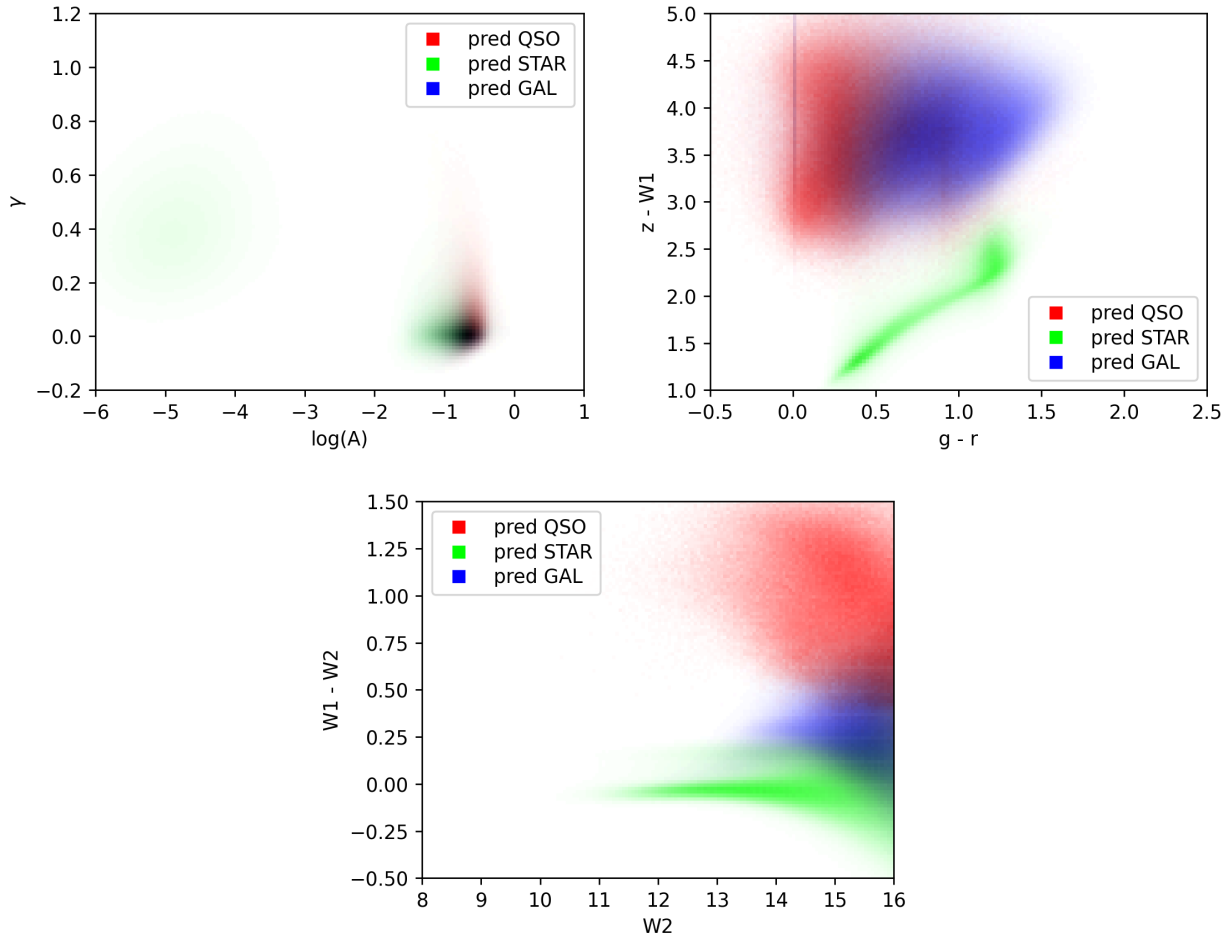 1.2
1.0
0.8
0.6
0.4
0.2
0.0
−0.2
γ
−6 −5 −4 −3 −2 −1 0 1
log(A)
pred QSO
pred STAR
pred GAL
5.0
4.5
4.0
3.5
3.0
2.5
2.0
1.5
1.0
z - W1
−0.5 0.0 0.5 1.0 1.5 2.0 2.5
g - r
pred QSO
pred STAR
pred GAL
1.50
1.25
1.00
0.75
0.50
0.25
0.00
−0.25
−0.50
W1 - W2
8 9 10 11 12 13 14 15 16
W2
pred QSO
pred STAR
pred GAL